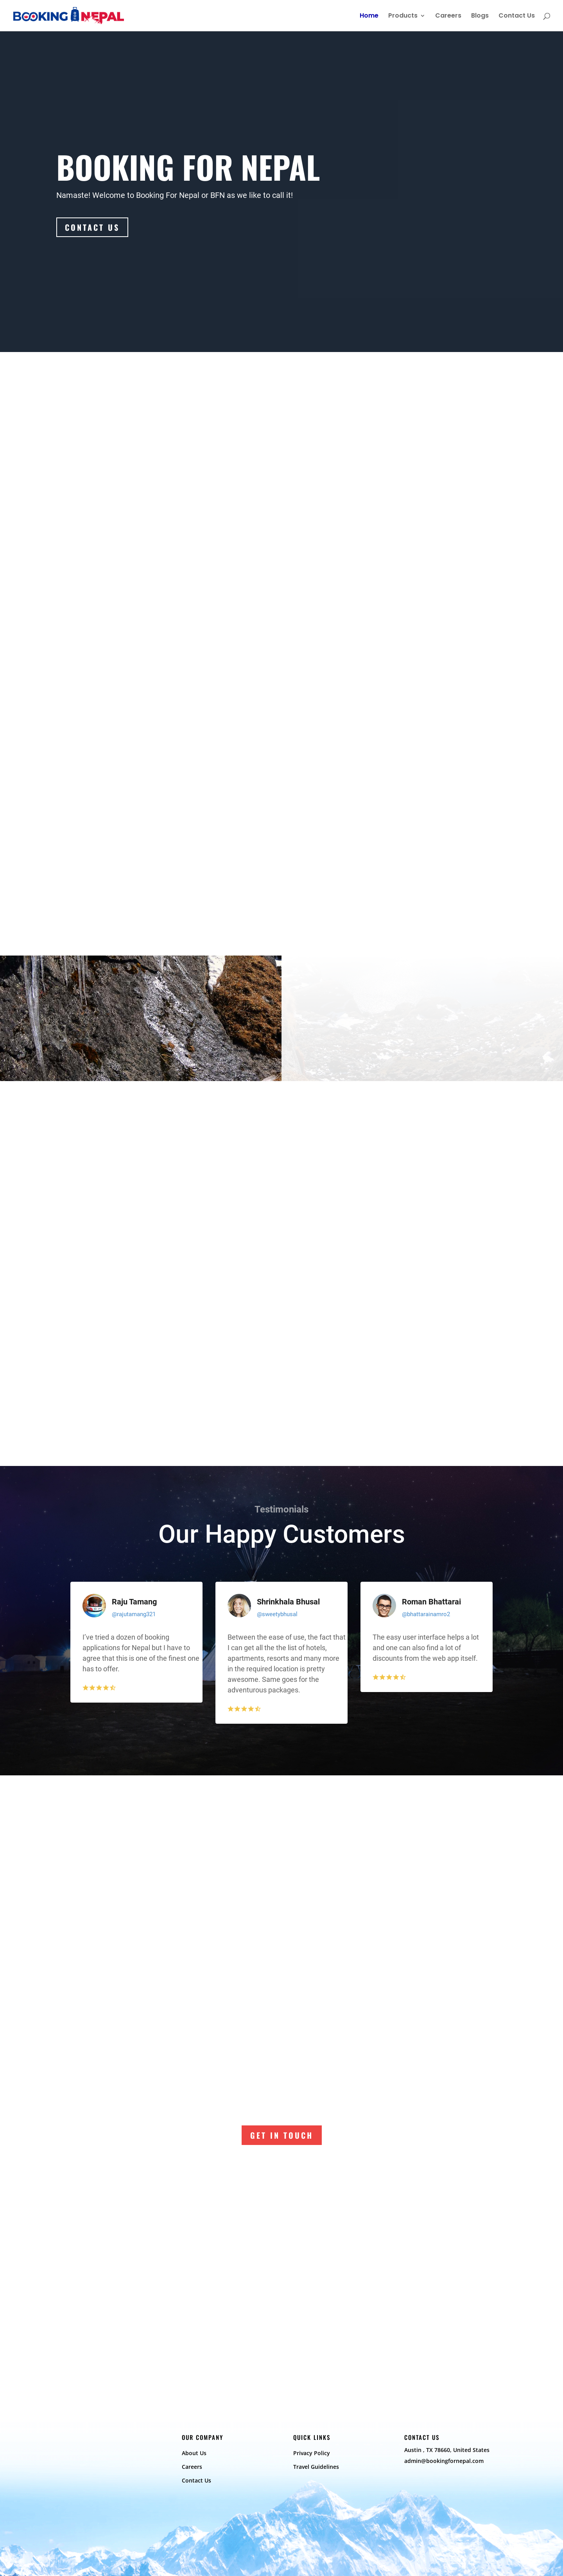 BOOKING NEPAL
Home Products Careers Blogs Contact Us
BOOKING FOR NEPAL
Namaste! Welcome to Booking For Nepal or BFN as we like to call it!
CONTACT US
Testimonials
Our Happy Customers
Raju Tamang
@rajutamang321
I've tried a dozen of booking
applications for Nepal but I have to
agree that this is one of the finest one
has to offer.
Shrinkhala Bhusal
@sweetybhusal
Between the ease of use, the fact that
I can get all the the list of hotels,
apartments, resorts and many more
in the required location is pretty
awesome. Same goes for the
adventurous packages.
Roman Bhattarai
@bhattarainamro2
The easy user interface helps a lot
and one can also find a lot of
discounts from the web app itself.
GET IN TOUCH
OUR COMPANY
About Us
Careers
Contact Us
QUICK LINKS
Privacy Policy
Travel Guidelines
CONTACT US
Austin , TX 78660, United States
admin@bookingfornepal.com